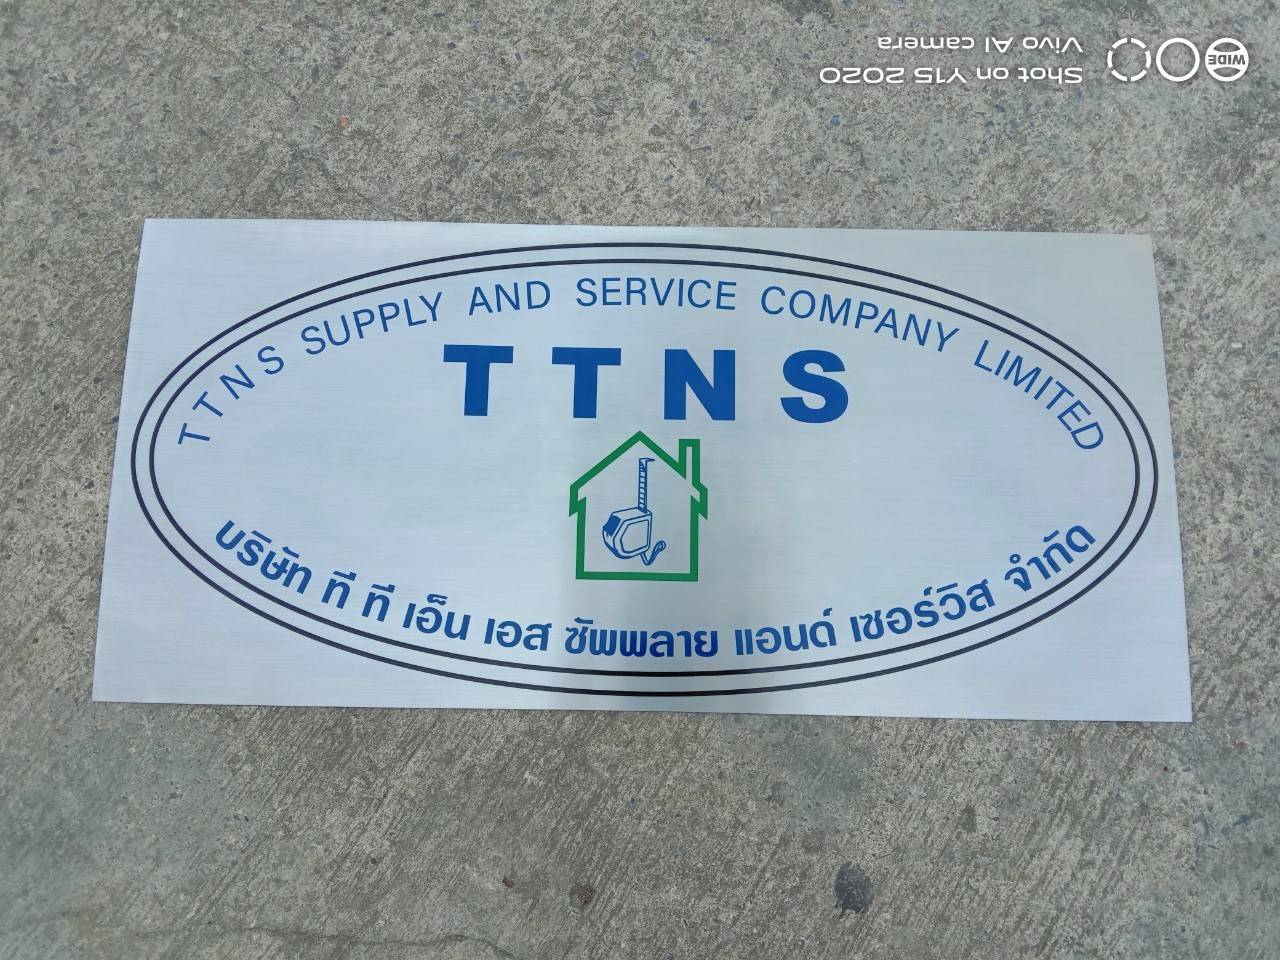 WIDE
Shot on Y15 2020
Vivo AI camera
T T N S SUPPLY AND SERVICE COMPANY LIMITED
T T N S
บริษัท ที ที เอ็น เอส ซัพพลาย แอนด์ เซอร์วิส จำกัด